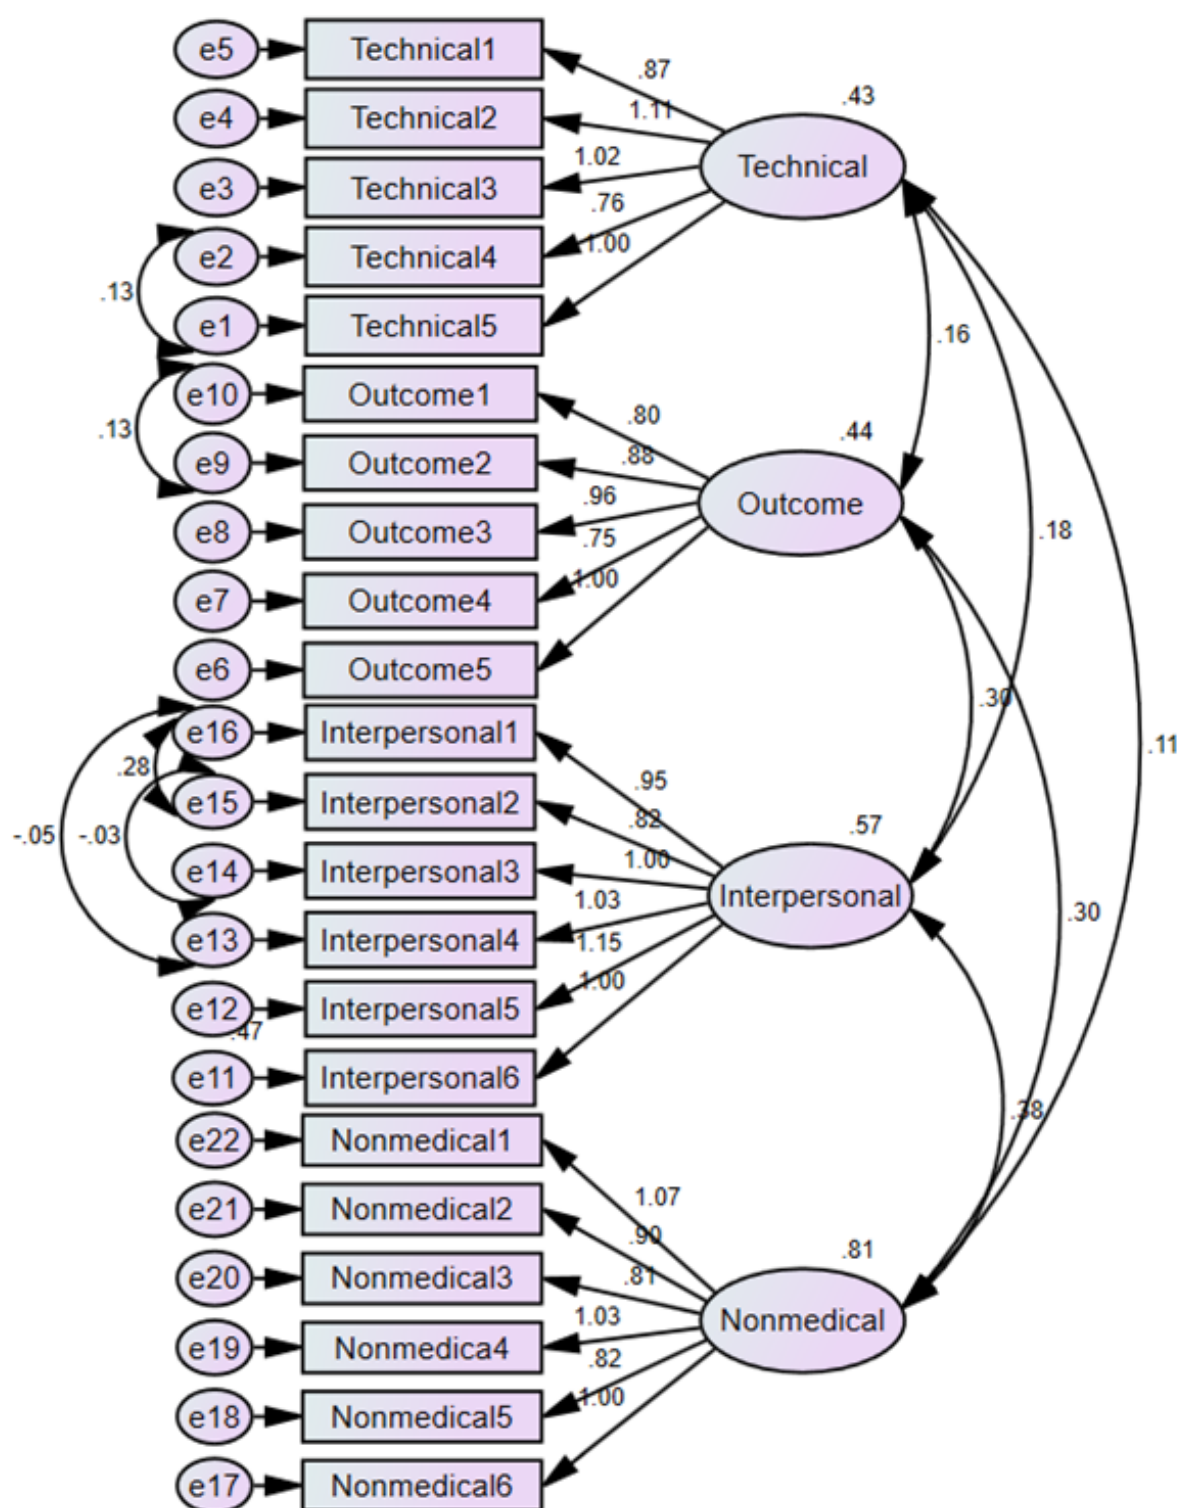 e5 Technical1
.87
.43
e4 Technical2
1.11
Technical
e3 Technical3
1.02
.76
e2 Technical4
1.00
.13
e1 Technical5
.16
e10 Outcome1
.80
.13
.44
e9 Outcome2
.88
.96
Outcome
e8 Outcome3
.75
.18
1.00
e7 Outcome4
e6 Outcome5
.30
e16 Interpersonal1
.11
.28
.95
e15 Interpersonal2
.82
.57
-.05
-.03
1.00
e14 Interpersonal3
1.03
Interpersonal
.30
e13 Interpersonal4
1.15
1.00
e12 Interpersonal5
.47
e11 Interpersonal6
.38
e22 Nonmedical1
1.07
e21 Nonmedical2
.90
.81
e20 Nonmedical3
.81
1.03
Nonmedical
e19 Nonmedica4
.82
1.00
e18 Nonmedical5
e17 Nonmedical6